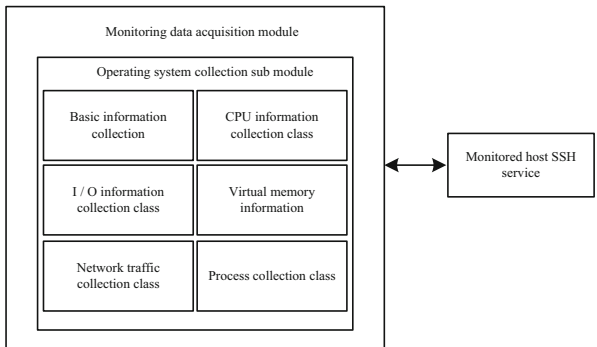 Monitoring data acquisition module
Operating system collection sub module
Basic information
collection
CPU information
collection class
I / O information
collection class
Virtual memory
information
Network traffic
collection class
Process collection class
Monitored host SSH
service